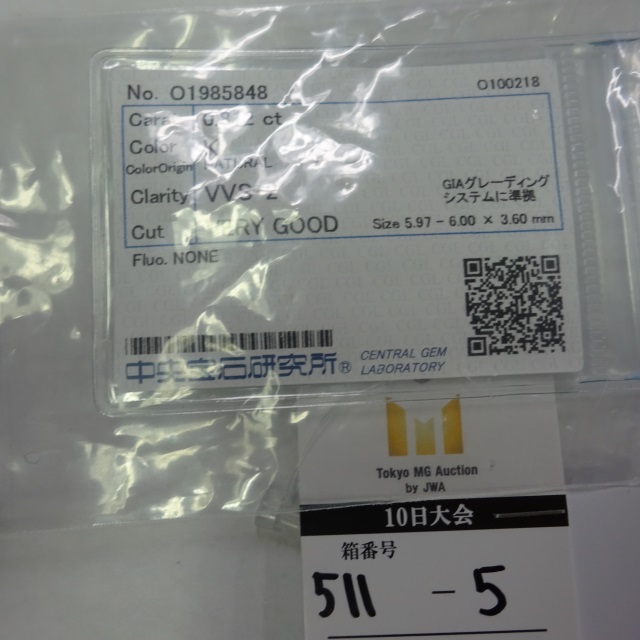 No. O1985848 O100218
Carat ct
Color K
ColorOrigin NATURAL
Clarity VVS-2
GIAグレーディング
システムに準拠
Cut VERY GOOD Size 5.97 - 6.00 × 3.60 mm
Fluo. NONE
中央宝石研究所® CENTRAL GEM
LABORATORY
Tokyo MG Auction
by JWA
10日大会
箱番号
511 - 5